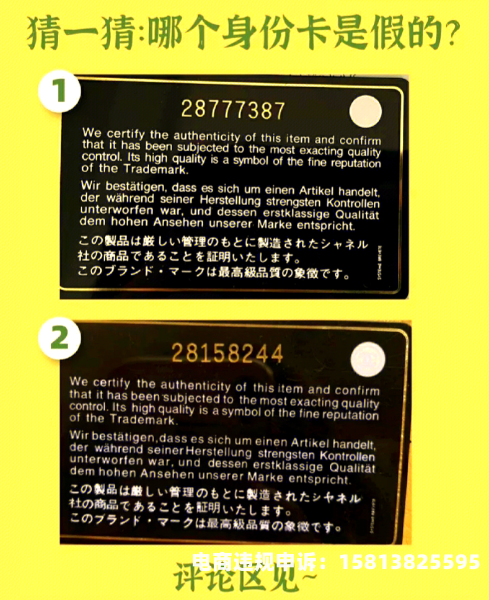 猜一猜:哪个身份卡是假的?
1
28777387
We certify the authenticity of this item and confirm
that it has been subjected to the most exacting quality
control. Its high quality is a symbol of the fine reputation
of the Trademark.
Wir bestätigen, dass es sich um einen Artikel handelt,
der während seiner Herstellung strengsten Kontrollen
unterworfen war, und dessen erstklassige Qualität
dem hohen Ansehen unserer Marke entspricht.
この製品は厳しい管理のもとに製造されたシャネル
社の商品であることを証明いたします。
このブランド・マークは最高級品質の象徴です。
2
28158244
We certify the authenticity of this item and confirm
that it has been subjected to the most exacting quality
control. Its high quality is a symbol of the fine reputation
of the Trademark.
Wir bestätigen, dass es sich um einen Artikel handelt,
der während seiner Herstellung strengsten Kontrollen
unterworfen war, und dessen erstklassige Qualität
dem hohen Ansehen unserer Marke entspricht.
この製品は厳しい管理のもとに製造されたシャネル
社の商品であることを証明いたします。
このブランド・マークは最高級品質の象徴です。
电商违规申诉：15813825595
评论区见~